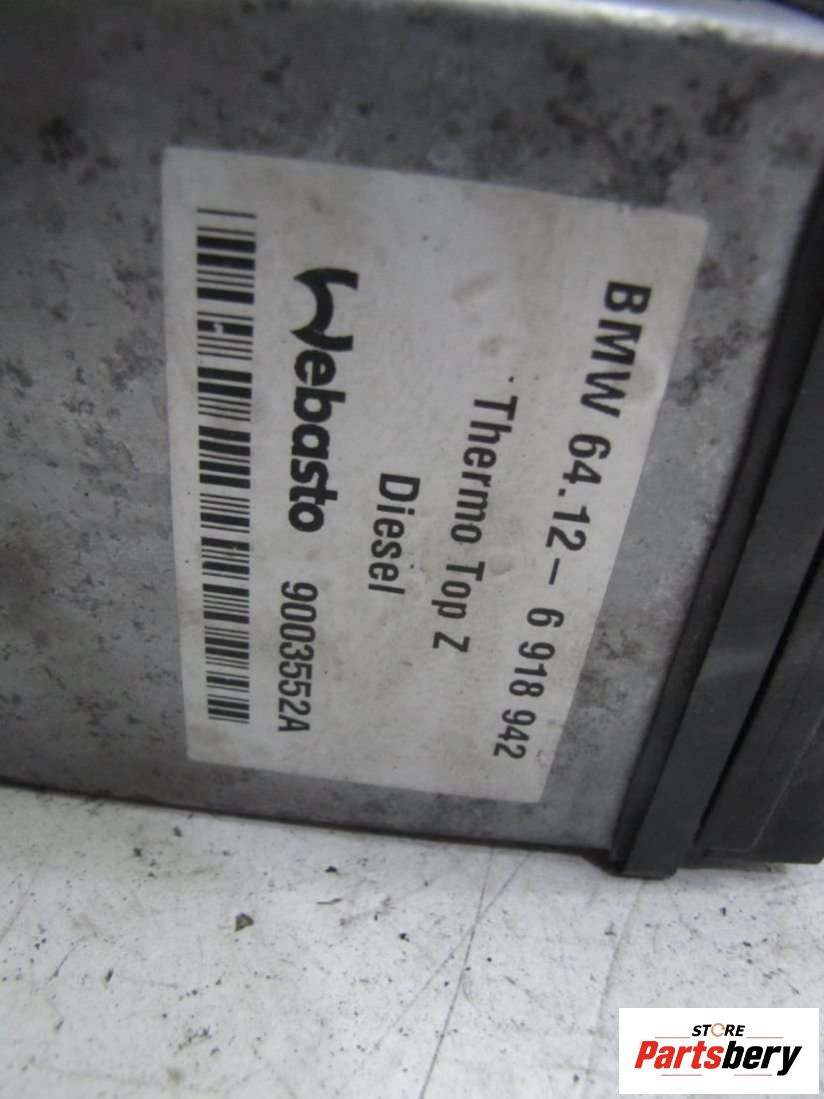 BMW 64.12 – 6 918 942
Thermo Top Z
Diesel
Webasto 9003552A
STORE
Partsbery